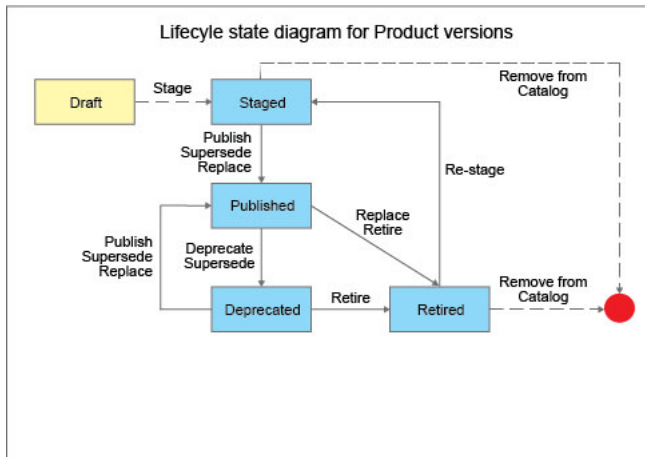 Lifecyle state diagram for Product versions
Draft
Stage
Staged
Remove from
Catalog
Publish
Supersede
Replace
Re-stage
Published
Replace
Retire
Publish
Supersede
Replace
Deprecate
Supersede
Deprecated
Retire
Retired
Remove from
Catalog